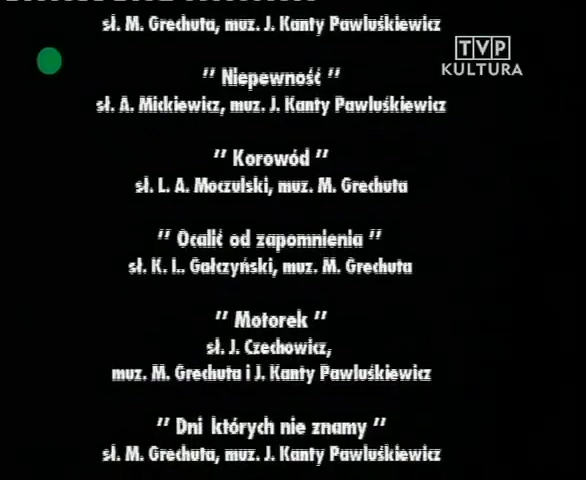 sł. M. Grechuta, muz. J. Kanty Pawluśkiewicz
TVP
KULTURA
" Niepewność "
sł. A. Mickiewicz, muz. J. Kanty Pawluśkiewicz
" Korowód "
sł. L. A. Moczulski, muz. M. Grechuta
" Ocalić od zapomnienia "
sł. K. I.. Gałczyński, muz. M. Grechuta
" Motorek "
sł. J. Czechowicz,
muz. M. Grechuta i J. Kanty Pawluśkiewicz
" Dni których nie znamy "
sł. M. Grechuta, muz. J. Kanty Pawluśkiewicz